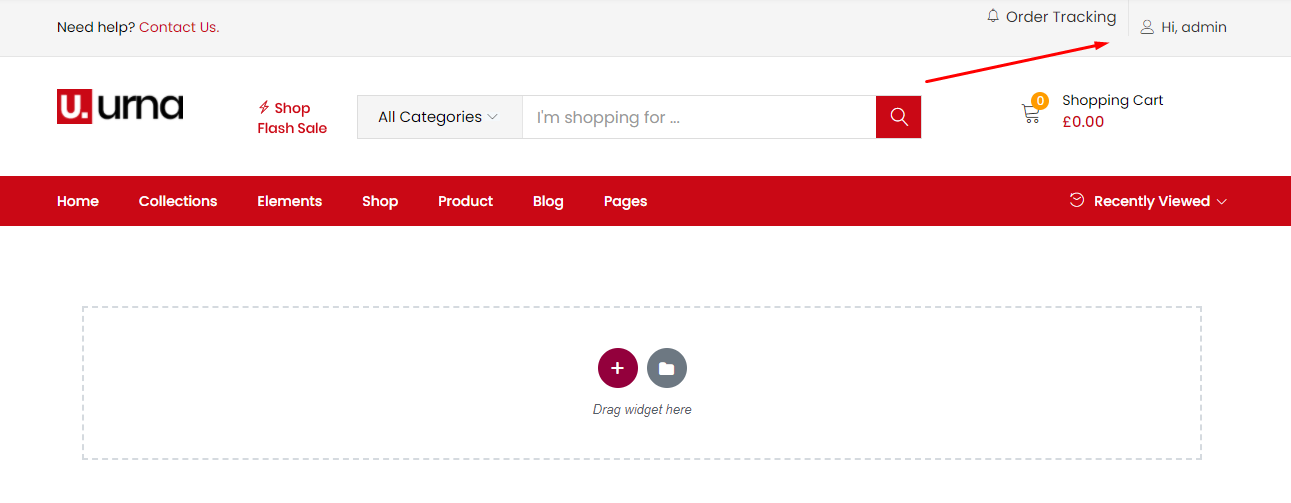 Need help? Contact Us.
Order Tracking
Hi, admin
U. urna
Shop
Flash Sale
All Categories
I'm shopping for ...
0
Shopping Cart
£0.00
Home Collections Elements Shop Product Blog Pages
Recently Viewed
Drag widget here